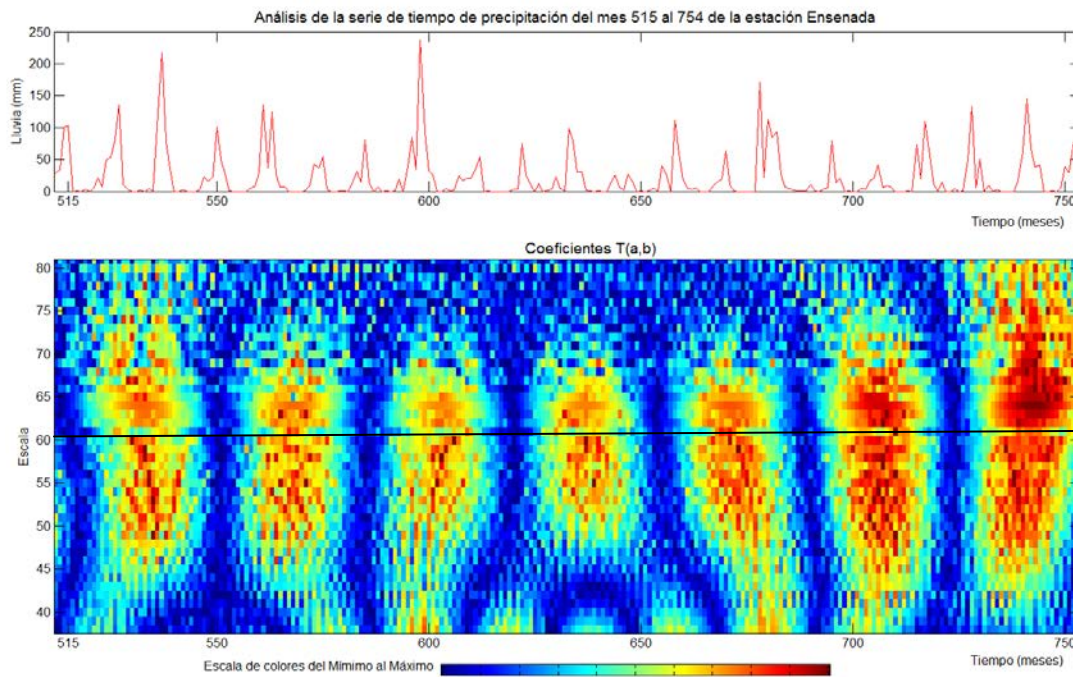 Análisis de la serie de tiempo de precipitación del mes 515 al 754 de la estación Ensenada
Lluvia (mm)
250
200
150
100
50
0
515 550 600 650 700 750
Tiempo (meses)
Coeficientes T(a,b)
Escala
80
75
70
65
60
55
50
45
40
515 550 600 650 700 750
Escala de colores del Mímimo al Máximo
Tiempo (meses)